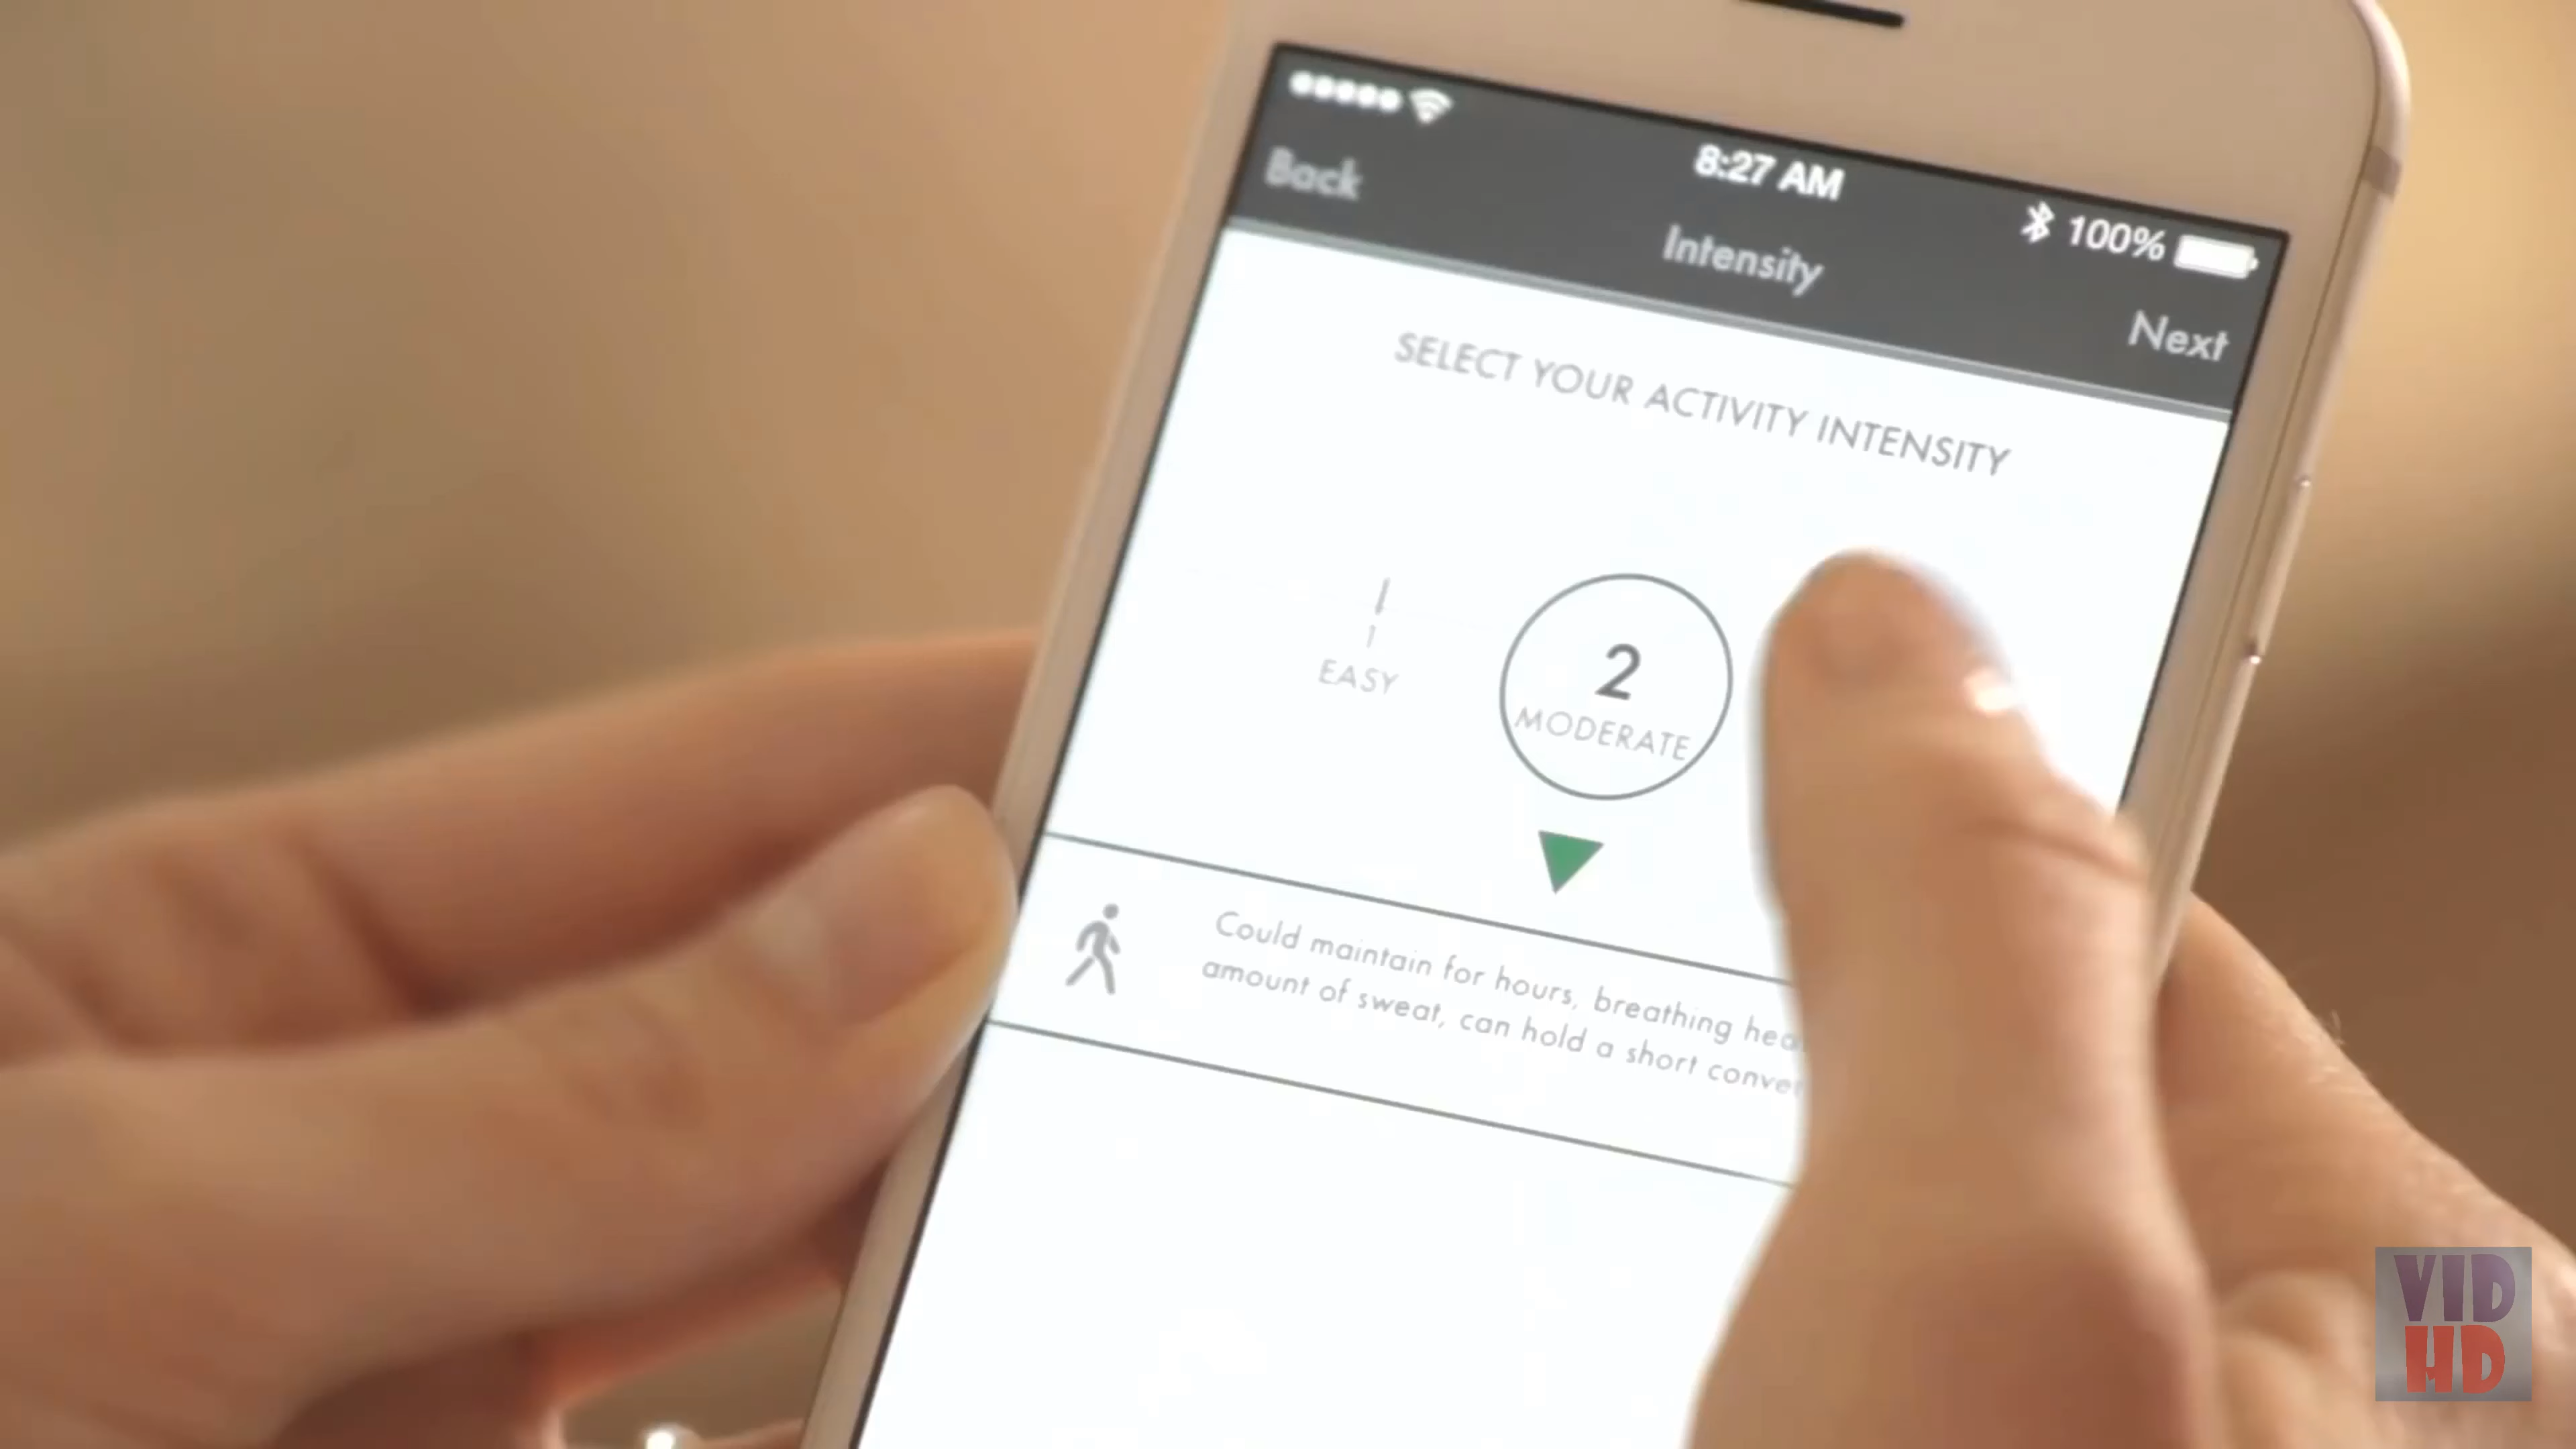 8:27 AM
100%
Back
Intensity
Next
SELECT YOUR ACTIVITY INTENSITY
1
EASY
2
MODERATE
Could maintain for hours, breathing
amount of sweat, can hold a short
VID
HD